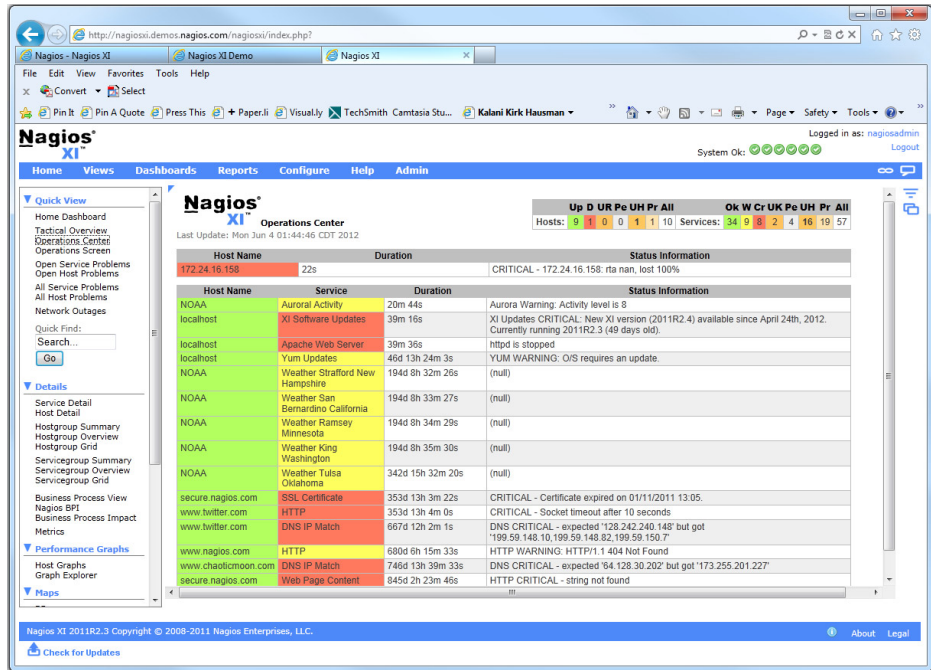 http://nagiosxi.demos.nagios.com/nagiosxi/index.php?
Nagios - Nagios XI
Nagios XI Demo
Nagios XI
File Edit View Favorites Tools Help
x Convert Select
Pin It Pin A Quote Press This + Paper.li Visual.ly TechSmith Camtasia Stu... Kalani Kirk Hausman
Page Safety Tools
Nagios XI™
Logged in as: nagiosadmin
System Ok:
Logout
Home Views Dashboards Reports Configure Help Admin
Quick View
Home Dashboard
Tactical Overview
Operations Center
Operations Screen
Open Service Problems
Open Host Problems
All Service Problems
All Host Problems
Network Outages
Quick Find:
Search...
Go
Details
Service Detail
Host Detail
Hostgroup Summary
Hostgroup Overview
Hostgroup Grid
Servicegroup Summary
Servicegroup Overview
Servicegroup Grid
Business Process View
Nagios BPI
Business Process Impact
Metrics
Performance Graphs
Host Graphs
Graph Explorer
Maps
Nagios XI™ Operations Center
Last Update: Mon Jun 4 01:44:46 CDT 2012
Up D UR Pe UH Pr All Ok W Cr UK Pe UH Pr All
Hosts: 9 1 0 0 1 1 10 Services: 34 9 8 2 4 16 19 57
Host Name Duration Status Information
172.24.16.158 22s CRITICAL - 172.24.16.158: rta nan, lost 100%
Host Name Service Duration Status Information
NOAA Auroral Activity 20m 44s Aurora Warning: Activity level is 8
localhost XI Software Updates 39m 16s XI Updates CRITICAL: New XI version (2011R2.4) available since April 24th, 2012.
Currently running 2011R2.3 (49 days old).
localhost Apache Web Server 39m 36s httpd is stopped
localhost Yum Updates 46d 13h 24m 3s YUM WARNING: O/S requires an update.
NOAA Weather Strafford New Hampshire 194d 8h 32m 26s (null)
NOAA Weather San Bernardino California 194d 8h 33m 27s (null)
NOAA Weather Ramsey Minnesota 194d 8h 34m 29s (null)
NOAA Weather King Washington 194d 8h 35m 30s (null)
NOAA Weather Tulsa Oklahoma 342d 15h 32m 20s (null)
secure.nagios.com SSL Certificate 353d 13h 3m 22s CRITICAL - Certificate expired on 01/11/2011 13:05.
www.twitter.com HTTP 353d 13h 4m 0s CRITICAL - Socket timeout after 10 seconds
www.twitter.com DNS IP Match 667d 12h 2m 1s DNS CRITICAL - expected '128.242.240.148' but got
'199.59.148.10,199.59.148.82,199.59.150.7'
www.nagios.com HTTP 680d 6h 15m 33s HTTP WARNING: HTTP/1.1 404 Not Found
www.chaoticmoon.com DNS IP Match 746d 13h 39m 33s DNS CRITICAL - expected '64.128.30.202' but got '173.255.201.227'
secure.nagios.com Web Page Content 845d 2h 23m 46s HTTP CRITICAL - string not found
Nagios XI 2011R2.3 Copyright © 2008-2011 Nagios Enterprises, LLC.
About Legal
Check for Updates